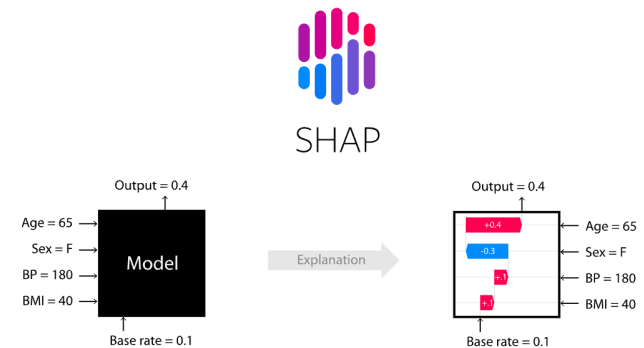 SHAP
Output = 0.4
Age = 65
Sex = F
BP = 180
BMI = 40
Model
Base rate = 0.1
Explanation
Output = 0.4
+0.4
-0.3
+.1
+.1
Age = 65
Sex = F
BP = 180
BMI = 40
Base rate = 0.1